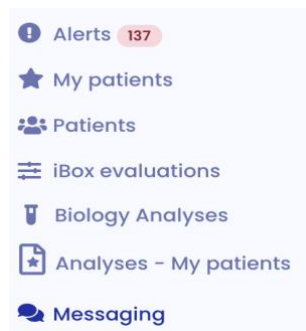 Alerts 137
My patients
Patients
iBox evaluations
Biology Analyses
Analyses - My patients
Messaging